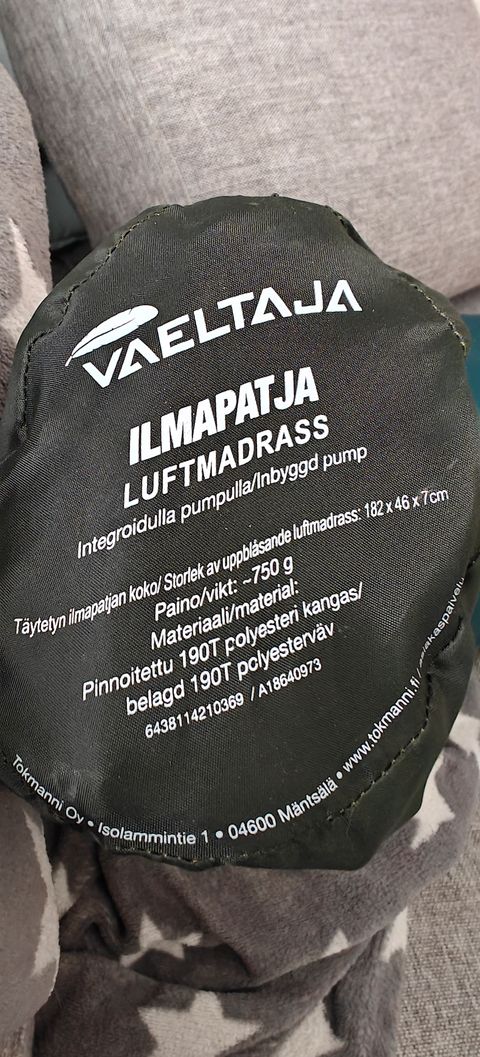 VAELTAJA
ILMAPATJA
LUFTMADRASS
Integroidulla pumpulla/Inbyggd pump
Täytetyn ilmapatjan koko/ Storlek av uppblåsande luftmadrass: 182 x 46 x 7cm
Paino/vikt: ~750 g
Materiaali/material:
Pinnoitettu 190T polyesteri kangas/
belagd 190T polyesterväv
6438114210369 / A18640973
Tokmanni Oy • Isolammintie 1 • 04600 Mäntsälä • www.tokmanni.fi / asiakaspalvelu